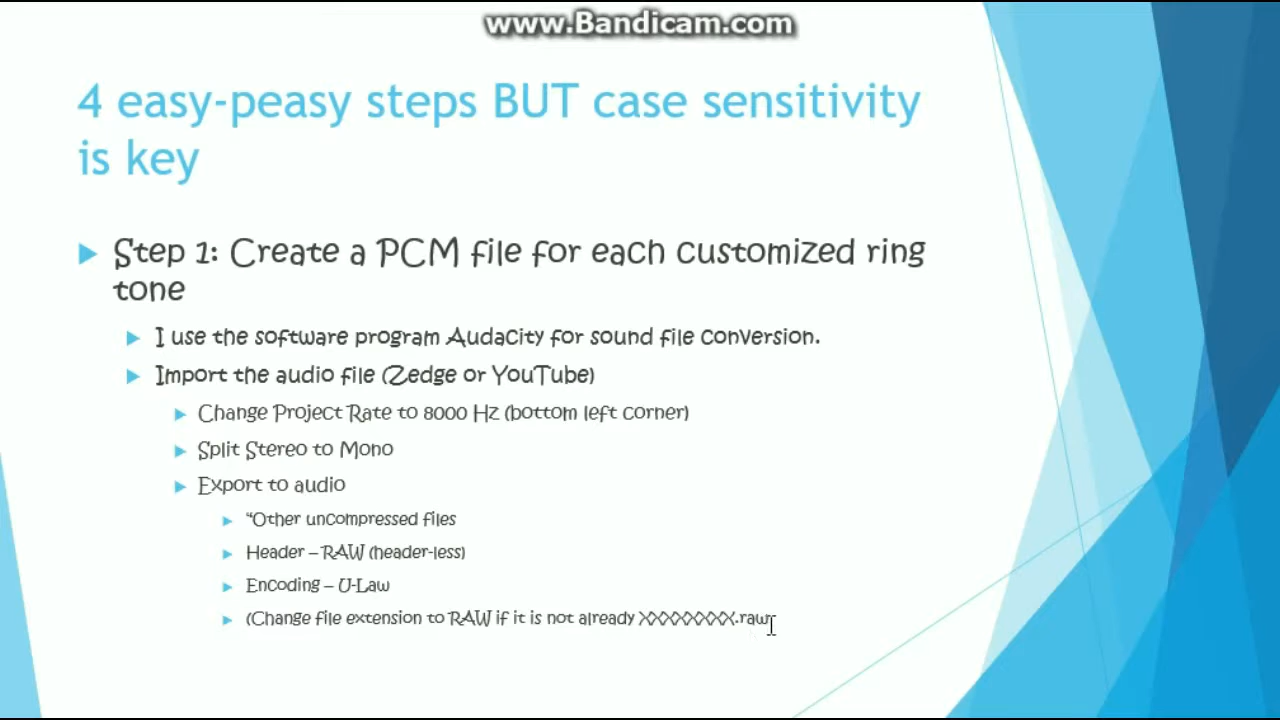 www.Bandicam.com
4 easy-peasy steps BUT case sensitivity
is key
Step 1: Create a PCM file for each customized ring
tone
I use the software program Audacity for sound file conversion.
Import the audio file (Zedge or YouTube)
Change Project Rate to 8000 Hz (bottom left corner)
Split Stereo to Mono
Export to audio
“Other uncompressed files
Header – RAW (header-less)
Encoding – U-Law
(Change file extension to RAW if it is not already XXXXXXXX.raw